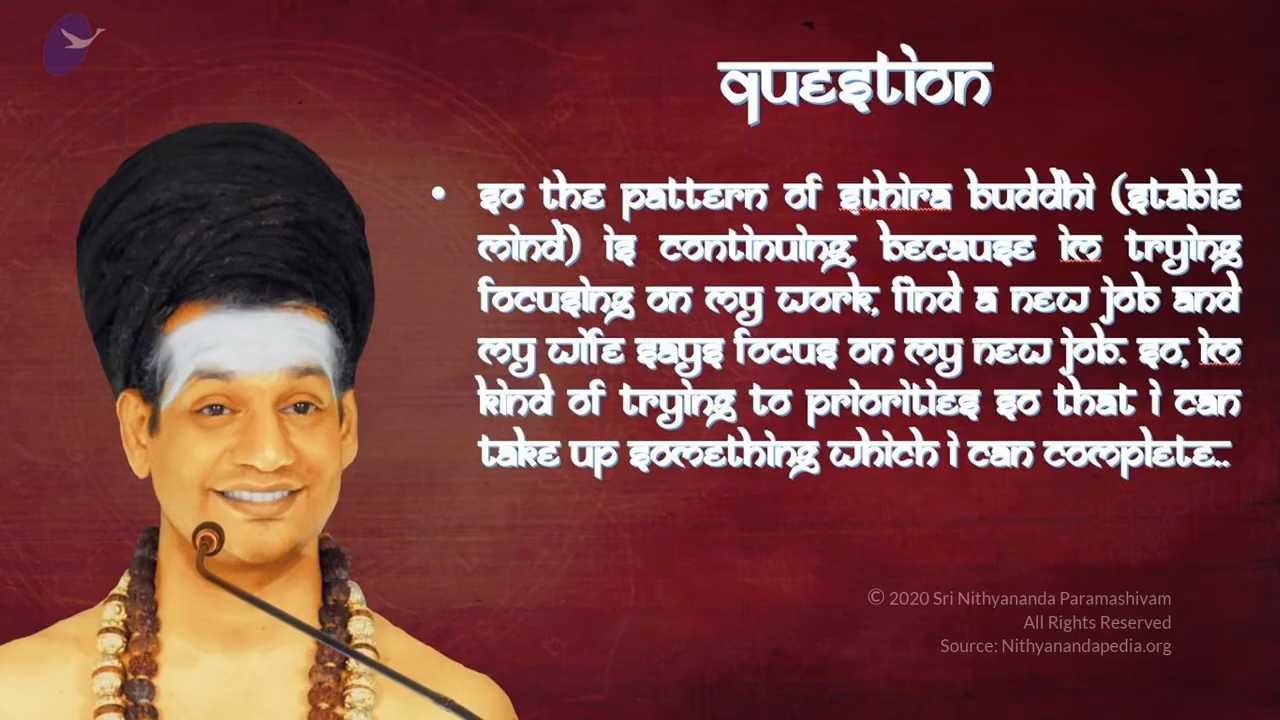 Question
• So the pattern of sthira buddhi (stable
mind) is continuing because im trying
focusing on my work, find a new job and
my wife says focus on my new job. so, im
kind of trying to priorities so that i can
take up something which i can complete..
© 2020 Sri Nithyananda Paramashivam
All Rights Reserved
Source: Nithyanandapedia.org